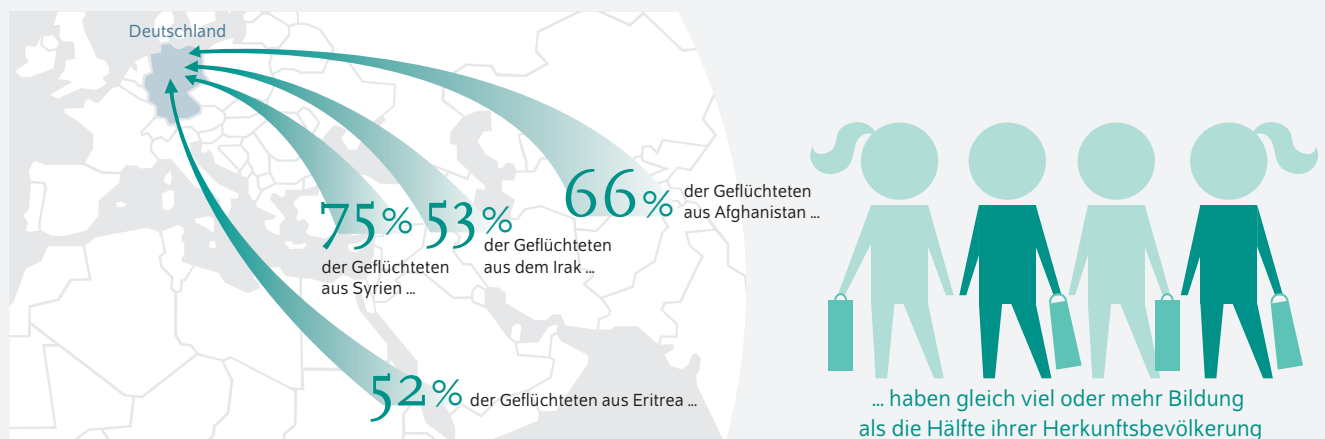 Deutschland
66%
der Geflüchteten
aus Afghanistan ...
75%
der Geflüchteten
aus Syrien ...
53%
der Geflüchteten
aus dem Irak ...
52%
der Geflüchteten aus Eritrea ...
... haben gleich viel oder mehr Bildung
als die Hälfte ihrer Herkunftsbevölkerung